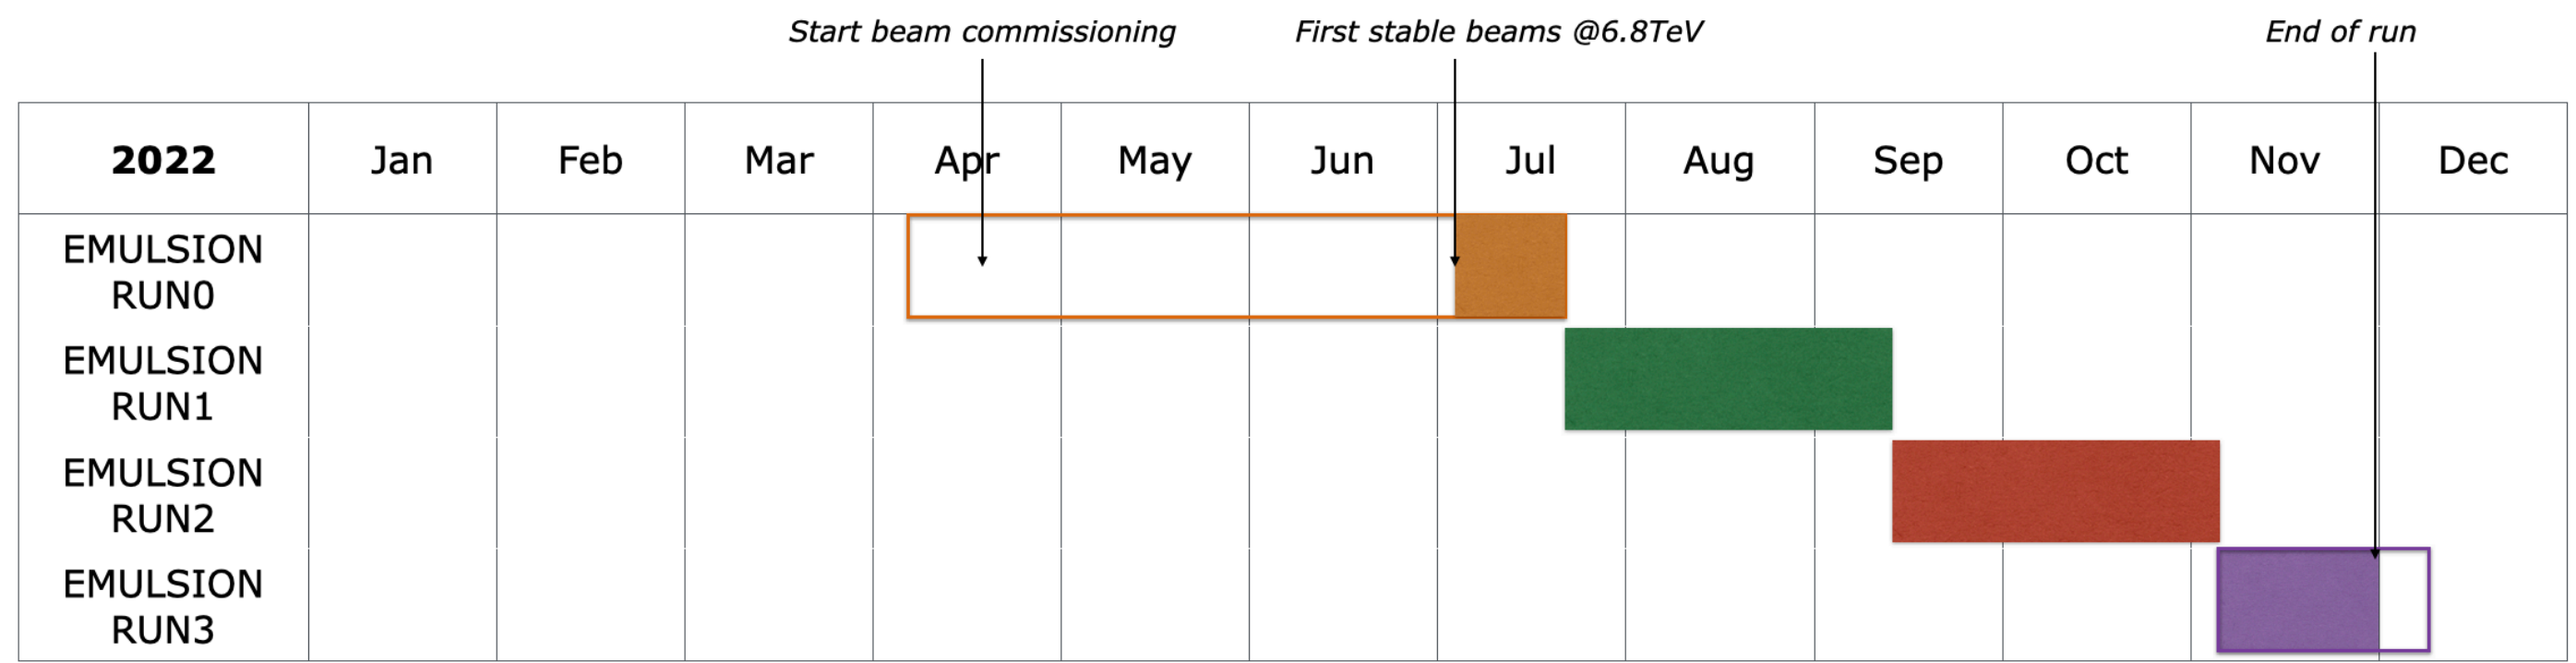 Start beam commissioning
First stable beams @6.8TeV
End of run
2022 Jan Feb Mar Apr May Jun Jul Aug Sep Oct Nov Dec
EMULSION
RUN0
EMULSION
RUN1
EMULSION
RUN2
EMULSION
RUN3